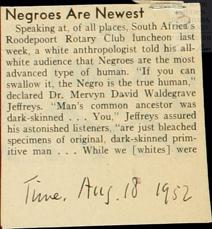 Negroes Are Newest
Speaking at, of all places, South Africa's
Roodepoort Rotary Club luncheon last
week, a white anthropologist told his all-
white audience that Negroes are the most
advanced type of human. "If you can
swallow it, the Negro is the true human,"
declared Dr. Mervyn David Waldegrave
Jeffreys. "Man's common ancestor was
dark-skinned . . . You," Jeffreys assured
his astonished listeners, "are just bleached
specimens of original, dark-skinned prim-
itive man . . . While we [whites] were
Time, Aug. 18 1952